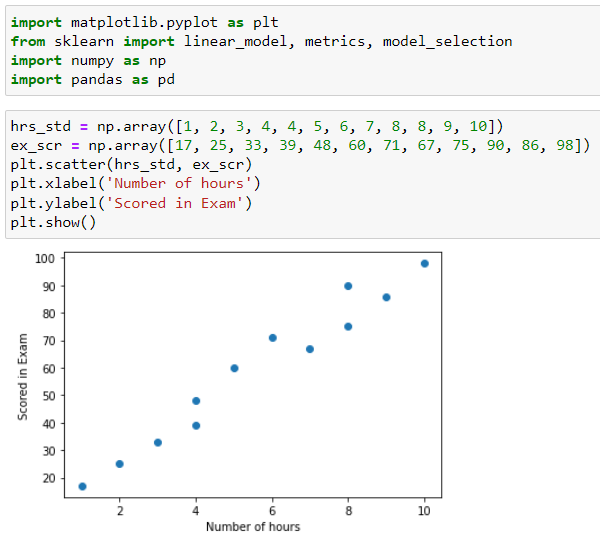 import matplotlib.pyplot as plt
from sklearn import linear_model, metrics, model_selection
import numpy as np
import pandas as pd
hrs_std = np.array([1, 2, 3, 4, 4, 5, 6, 7, 8, 8, 9, 10])
ex_scr = np.array([17, 25, 33, 39, 48, 60, 71, 67, 75, 90, 86, 98])
plt.scatter(hrs_std, ex_scr)
plt.xlabel('Number of hours')
plt.ylabel('Scored in Exam')
plt.show()
100
90
80
70
60
50
40
30
20
Scored in Exam
2 4 6 8 10
Number of hours